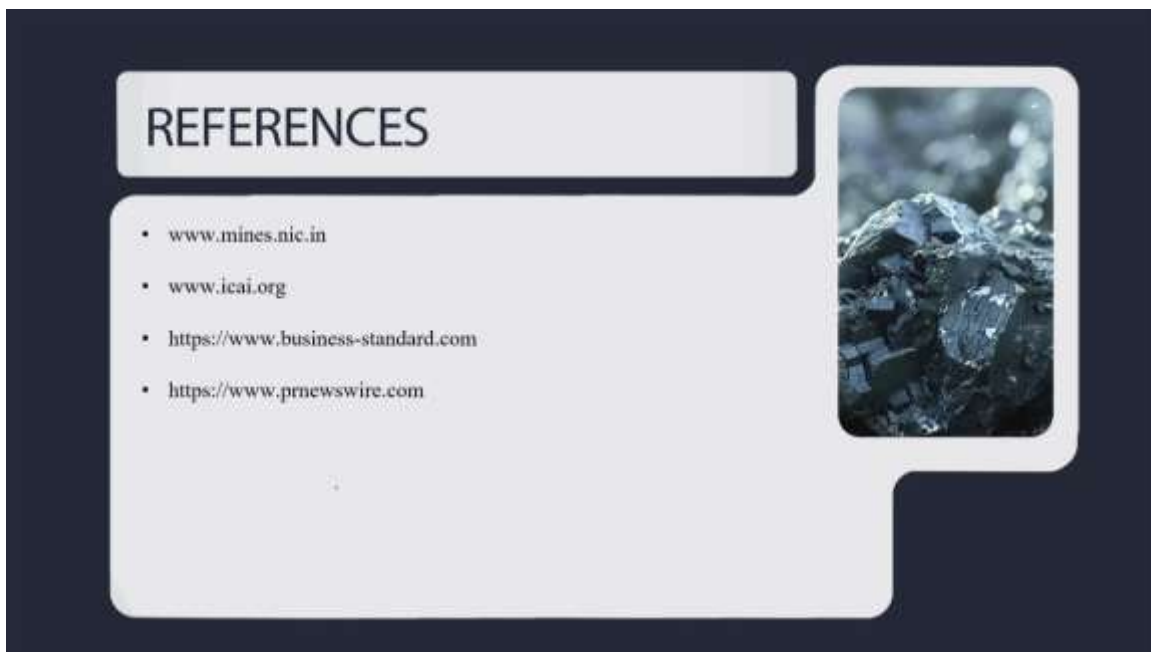 REFERENCES
• www.mines.nic.in
• www.icai.org
• https://www.business-standard.com
• https://www.prnewswire.com